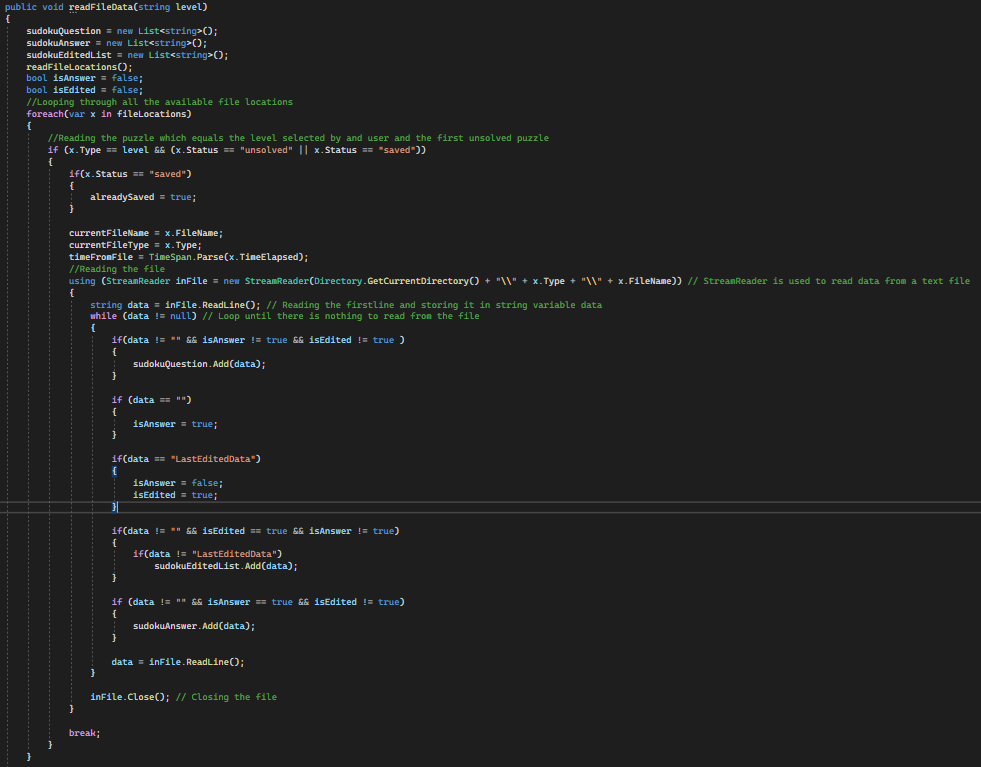 public void readFileData(string level)
{
sudokuQuestion = new List<string>();
sudokuAnswer = new List<string>();
sudokuEditedList = new List<string>();
readFileLocations();
bool isAnswer = false;
bool isEdited = false;
//Looping through all the available file locations
foreach(var x in fileLocations)
{
//Reading the puzzle which equals the level selected by and user and the first unsolved puzzle
if (x.Type == level && (x.Status == "unsolved" || x.Status == "saved"))
{
if(x.Status == "saved")
{
alreadySaved = true;
}
currentFileName = x.FileName;
currentFileType = x.Type;
timeFromFile = TimeSpan.Parse(x.TimeElapsed);
//Reading the file
using (StreamReader inFile = new StreamReader(Directory.GetCurrentDirectory() + "\\" + x.Type + "\\" + x.FileName)) // StreamReader is used to read data from a text file
{
string data = inFile.ReadLine(); // Reading the firstline and storing it in string variable data
while (data != null) // Loop until there is nothing to read from the file
{
if(data != "" && isAnswer != true && isEdited != true )
{
sudokuQuestion.Add(data);
}
if (data == "")
{
isAnswer = true;
}
if(data == "LastEditedData")
{
isAnswer = false;
isEdited = true;
}
if(data != "" && isEdited == true && isAnswer != true)
{
if(data != "LastEditedData")
sudokuEditedList.Add(data);
}
if (data != "" && isAnswer == true && isEdited != true)
{
sudokuAnswer.Add(data);
}
data = inFile.ReadLine();
}
inFile.Close(); // Closing the file
}
break;
}
}